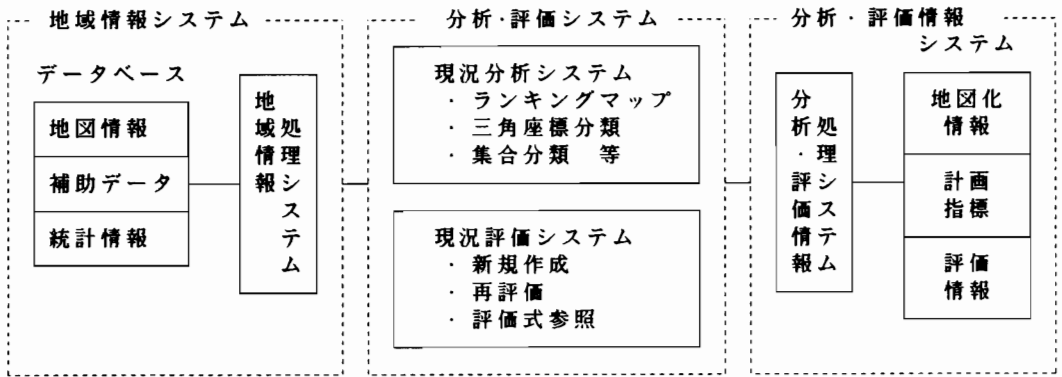 地域情報システム
データベース
地図情報
補助データ
統計情報
地域情報
処理システム
分析・評価システム
現況分析システム
・ランキングマップ
・三角座標分類
・集合分類 等
現況評価システム
・新規作成
・再評価
・評価式参照
分析・評価情報
システム
分析・評価情報
処理システム
地図化
情報
計画
指標
評価
情報